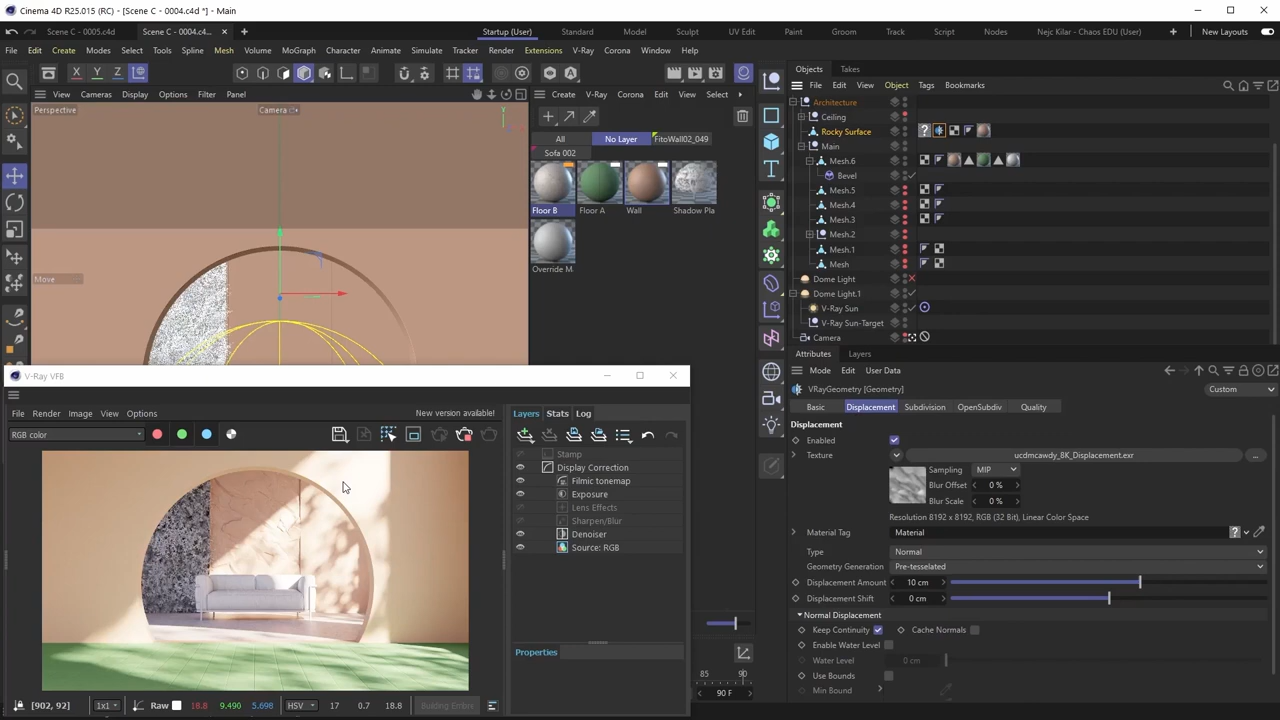 Cinema 4D R25.015 (RC) - [Scene C - 0004.c4d *] - Main
Scene C - 0005.c4d
Scene C - 0004.c4d...
Startup (User)
Standard
Model
Sculpt
UV Edit
Paint
Groom
Track
Script
Nodes
Nejc Kilar - Chaos EDU (User)
New Layouts
File Edit Create Modes Select Tools Spline Mesh Volume MoGraph Character Animate Simulate Tracker Render Extensions V-Ray Corona Window Help
X Y Z
Objects Takes
View Cameras Display Options Filter Panel
Create V-Ray Corona Edit View Select
File Edit View Object Tags Bookmarks
Perspective
Camera
Y
Move
All
No Layer
FitoWall02_049
Sofa 002
Floor B
Floor A
Wall
Shadow Pla
Override M
Architecture
Ceiling
Rocky Surface
Main
Mesh.6
Bevel
Mesh.5
Mesh.4
Mesh.3
Mesh.2
Mesh.1
Mesh
Dome Light
Dome Light.1
V-Ray Sun
V-Ray Sun-Target
Camera
Attributes Layers
Mode Edit User Data
VRayGeometry [Geometry]
Custom
Basic
Displacement
Subdivision
OpenSubdiv
Quality
Displacement
Enabled
Texture
ucdmcawdy_8K_Displacement.exr
...
Sampling MIP
Blur Offset 0 %
Blur Scale 0 %
Resolution 8192 x 8192, RGB (32 Bit), Linear Color Space
Material Tag
Material
?
Type
Normal
Geometry Generation
Pre-tesselated
Displacement Amount
10 cm
Displacement Shift
0 cm
Normal Displacement
Keep Continuity
Cache Normals
Enable Water Level
Water Level
0 cm
Use Bounds
Min Bound
V-Ray VFB
File Render Image View Options
New version available!
RGB color
Layers Stats Log
Stamp
Display Correction
Filmic tonemap
Exposure
Lens Effects
Sharpen/Blur
Denoiser
Source: RGB
Properties
[902, 92]
1x1
Raw
18.8
9.490
5.698
HSV
17
0.7
18.8
Building Embre
85
90
90 F